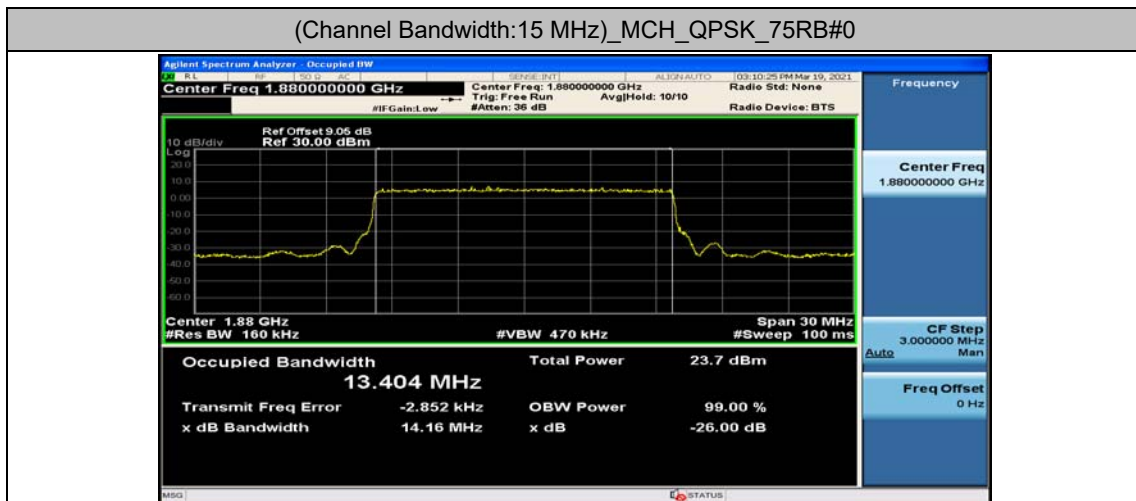 (Channel Bandwidth:15 MHz)_MCH_QPSK_75RB#0
Agilent Spectrum Analyzer - Occupied BW
RL RF 50 Ω AC SENSE:INT ALIGN AUTO 03:10:25 PM Mar 19, 2021
Center Freq 1.880000000 GHz
Center Freq: 1.880000000 GHz
Radio Std: None
Trig: Free Run Avg|Hold: 10/10
#IFGain:Low
#Atten: 36 dB
Radio Device: BTS
Ref Offset 9.05 dB
10 dB/div Ref 30.00 dBm
Log
20.0
10.0
0.00
-10.0
-20.0
-30.0
-40.0
-50.0
-60.0
Center 1.88 GHz Span 30 MHz
#Res BW 160 kHz #VBW 470 kHz #Sweep 100 ms
Occupied Bandwidth Total Power 23.7 dBm
13.404 MHz
Transmit Freq Error -2.852 kHz OBW Power 99.00 %
x dB Bandwidth 14.16 MHz x dB -26.00 dB
Frequency
Center Freq
1.880000000 GHz
CF Step
3.000000 MHz
Auto Man
Freq Offset
0 Hz
MSG STATUS